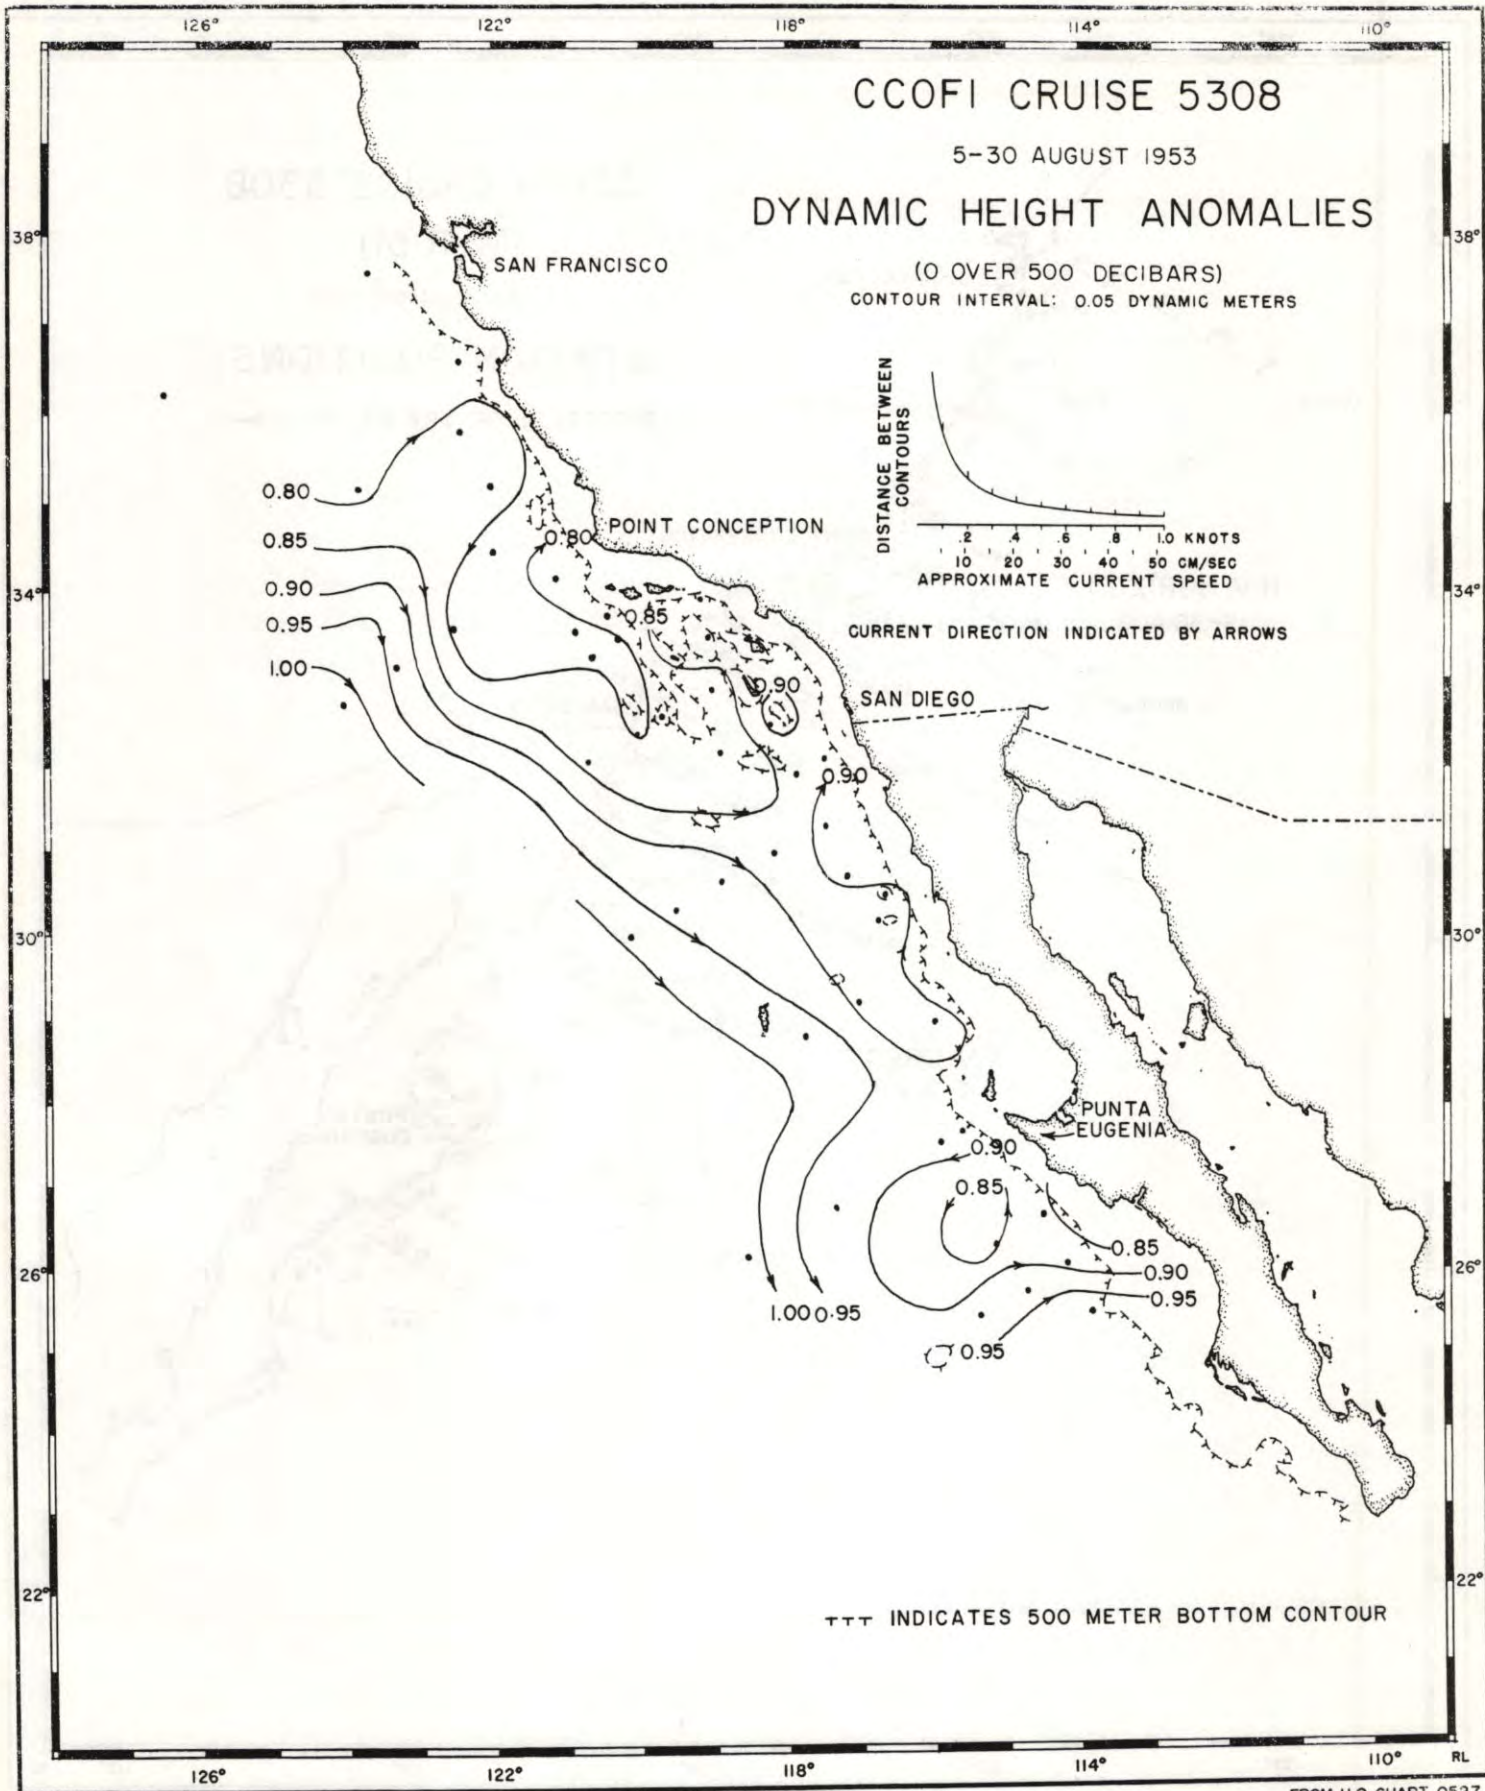 126° 122° 118° 114° 110°
CCOFI CRUISE 5308
5-30 AUGUST 1953
DYNAMIC HEIGHT ANOMALIES
(0 OVER 500 DECIBARS)
CONTOUR INTERVAL: 0.05 DYNAMIC METERS
38° 38°
SAN FRANCISCO
DISTANCE BETWEEN
CONTOURS
.2 .4 .6 .8 1.0 KNOTS
10 20 30 40 50 CM/SEC
APPROXIMATE CURRENT SPEED
CURRENT DIRECTION INDICATED BY ARROWS
0.80
0.85
0.90
0.95
1.00
POINT CONCEPTION
0.80
34° 34°
0.85
0.90
SAN DIEGO
0.90
30° 30°
PUNTA
EUGENIA
0.90
0.85
0.85
26° 26°
0.90
0.95
1.00 0.95
0.95
22° 22°
INDICATES 500 METER BOTTOM CONTOUR
126° 122° 118° 114° 110°
RL